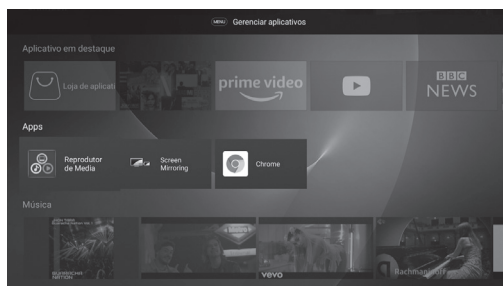 MENU Gerenciar aplicativos
Aplicativo em destaque
Loja de aplicati
prime video
BBC
NEWS
Apps
Reprodutor
de Media
Screen
Mirroring
Chrome
Música
vevo